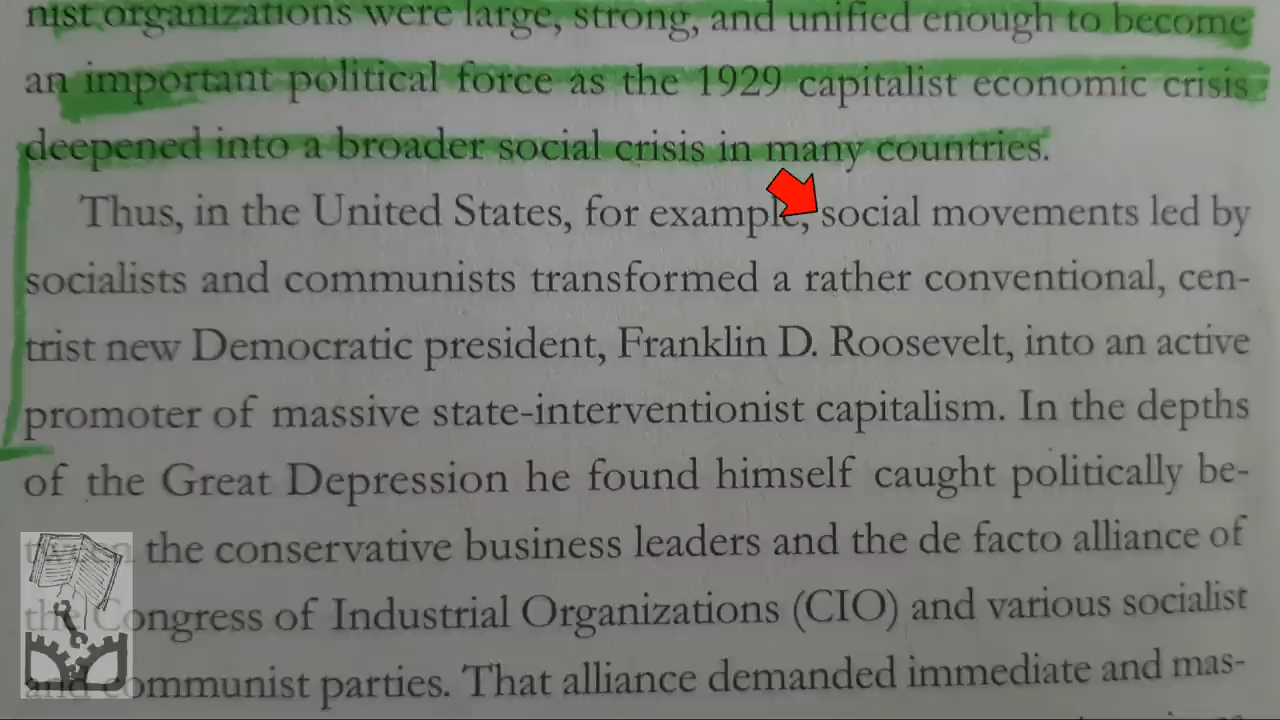 nist organizations were large, strong, and unified enough to become
an important political force as the 1929 capitalist economic crisis
deepened into a broader social crisis in many countries.
Thus, in the United States, for example, social movements led by
socialists and communists transformed a rather conventional, cen-
trist new Democratic president, Franklin D. Roosevelt, into an active
promoter of massive state-interventionist capitalism. In the depths
of the Great Depression he found himself caught politically be-
the conservative business leaders and the de facto alliance of
the Congress of Industrial Organizations (CIO) and various socialist
and communist parties. That alliance demanded immediate and mas-